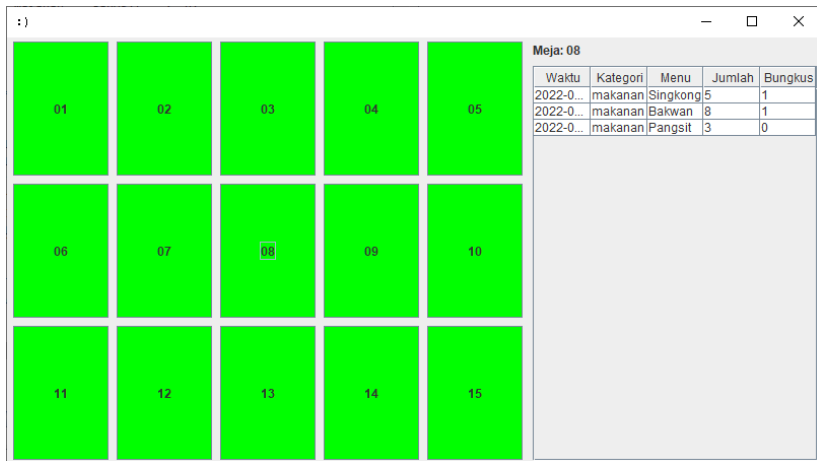 :)
01 02 03 04 05
06 07 08 09 10
11 12 13 14 15
Meja: 08
Waktu Kategori Menu Jumlah Bungkus
2022-0... makanan Singkong 5 1
2022-0... makanan Bakwan 8 1
2022-0... makanan Pangsit 3 0